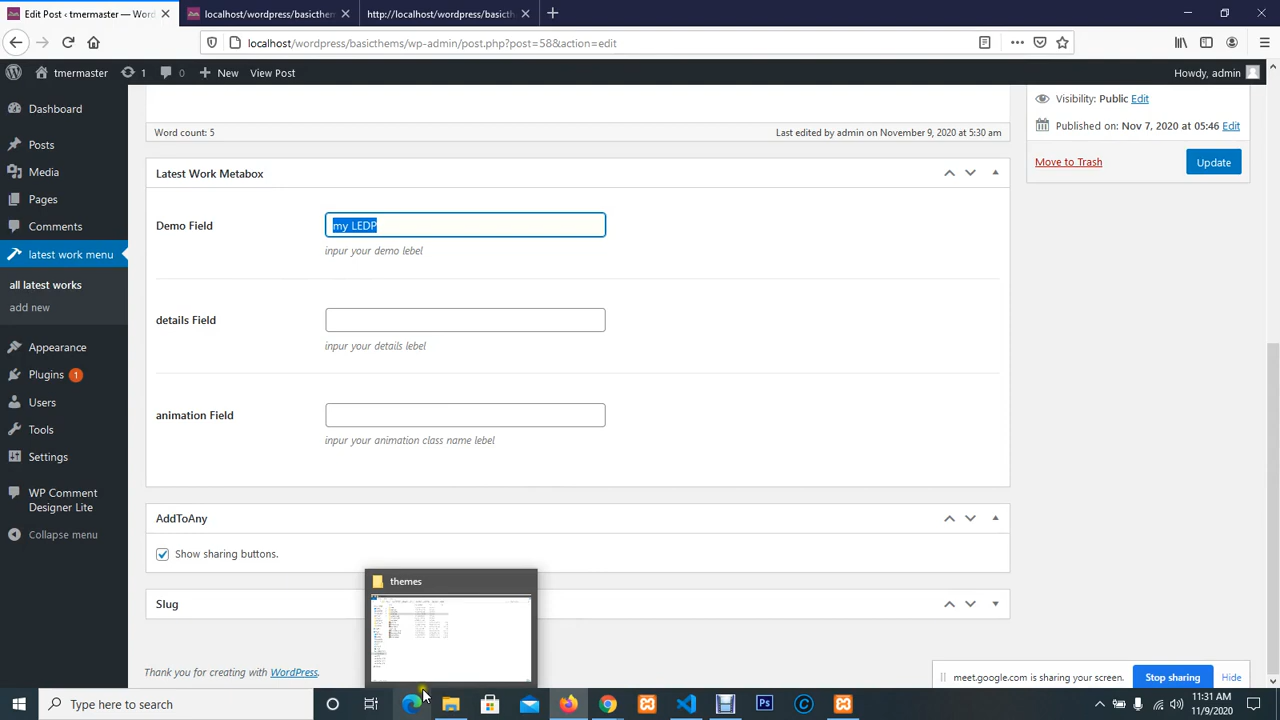 Edit Post ‹ tmermaster — Word
localhost/wordpress/basicthem
http://localhost/wordpress/basicth
localhost/wordpress/basicthems/wp-admin/post.php?post=58&action=edit
tmermaster
1
0
New
View Post
Howdy, admin
Dashboard
Posts
Media
Pages
Comments
latest work menu
all latest works
add new
Appearance
Plugins 1
Users
Tools
Settings
WP Comment
Designer Lite
Collapse menu
Word count: 5
Last edited by admin on November 9, 2020 at 5:30 am
Latest Work Metabox
Demo Field
my LEDP
inpur your demo lebel
details Field
inpur your details lebel
animation Field
inpur your animation class name lebel
AddToAny
Show sharing buttons.
Slug
Thank you for creating with WordPress.
Visibility: Public Edit
Published on: Nov 7, 2020 at 05:46 Edit
Move to Trash
Update
themes
meet.google.com is sharing your screen.
Stop sharing
Hide
Type here to search
11:31 AM
11/9/2020